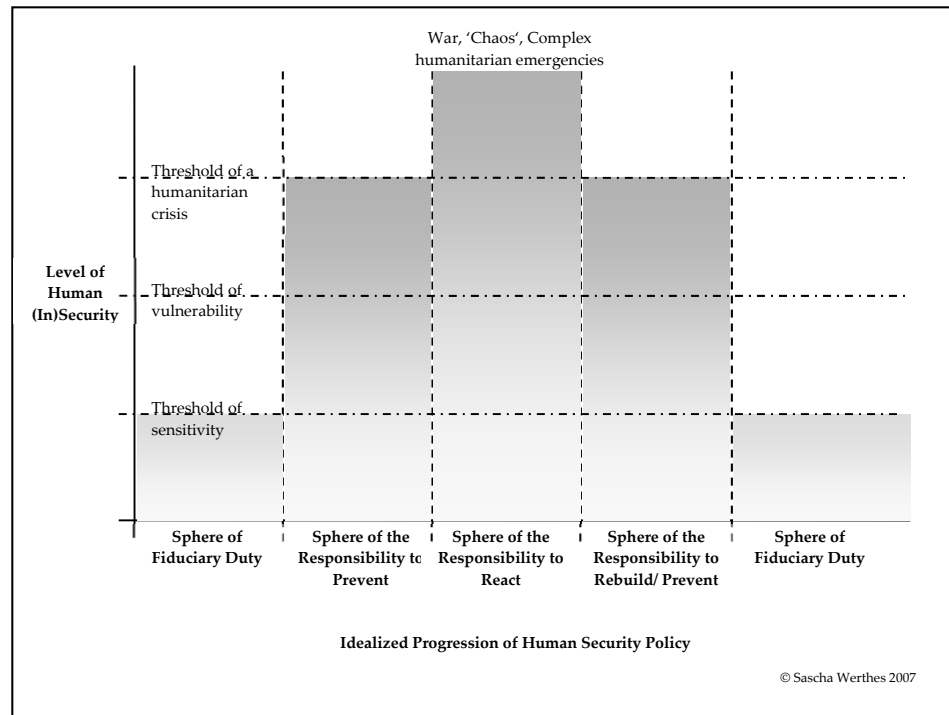 War, ‘Chaos‘, Complex
humanitarian emergencies
Threshold of a
humanitarian
crisis
Level of
Human
(In)Security
Threshold of
vulnerability
Threshold of
sensitivity
Sphere of
Fiduciary Duty
Sphere of the
Responsibility to
Prevent
Sphere of the
Responsibility to
React
Sphere of the
Responsibility to
Rebuild/ Prevent
Sphere of
Fiduciary Duty
Idealized Progression of Human Security Policy
© Sascha Werthes 2007